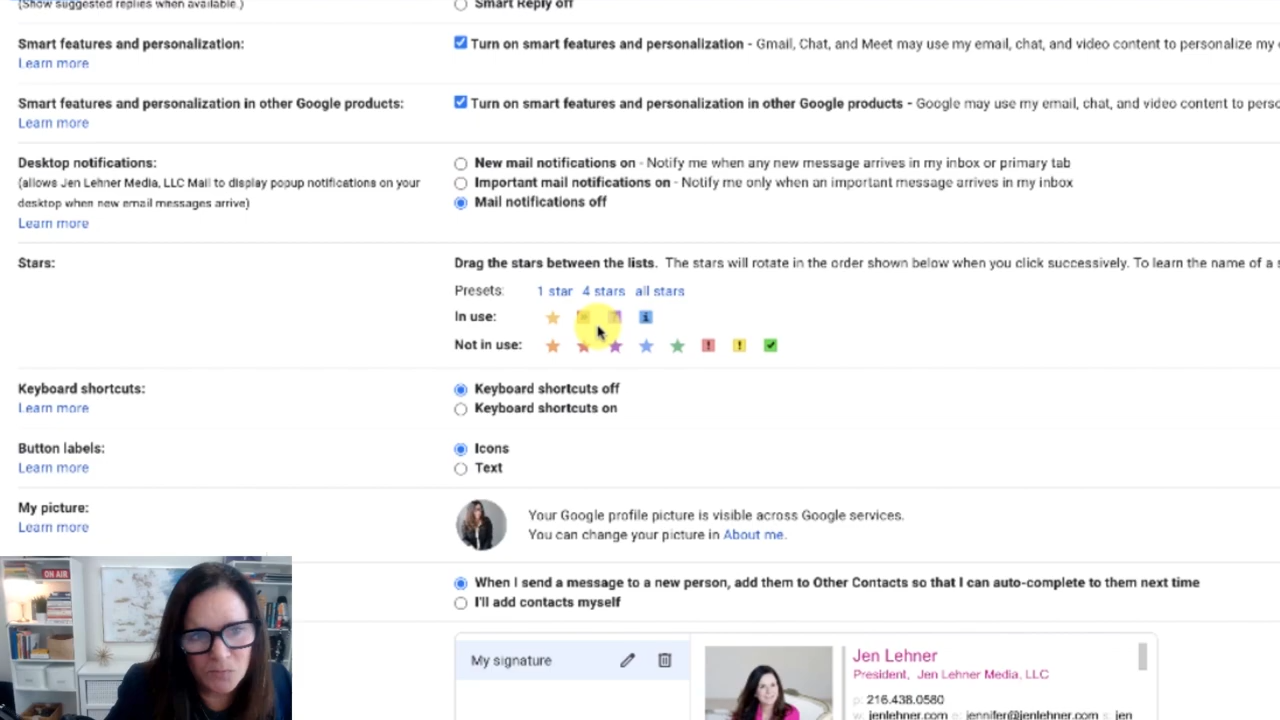 (Show suggested replies when available.)
Smart Reply off
Smart features and personalization:
Turn on smart features and personalization - Gmail, Chat, and Meet may use my email, chat, and video content to personalize my
Learn more
Smart features and personalization in other Google products:
Turn on smart features and personalization in other Google products - Google may use my email, chat, and video content to
Learn more
Desktop notifications:
New mail notifications on - Notify me when any new message arrives in my inbox or primary tab
(allows Jen Lehner Media, LLC Mail to display popup notifications on your
Important mail notifications on - Notify me only when an important message arrives in my inbox
desktop when new email messages arrive)
Mail notifications off
Learn more
Stars:
Drag the stars between the lists. The stars will rotate in the order shown below when you click successively. To learn the name of a
Presets: 1 star 4 stars all stars
In use:
Not in use:
Keyboard shortcuts:
Keyboard shortcuts off
Learn more
Keyboard shortcuts on
Button labels:
Icons
Learn more
Text
My picture:
Your Google profile picture is visible across Google services.
Learn more
You can change your picture in About me.
When I send a message to a new person, add them to Other Contacts so that I can auto-complete to them next time
I'll add contacts myself
ON AIR
My signature
Jen Lehner
President, Jen Lehner Media, LLC
p: 216.438.0580
w: jenlehner.com e: jennifer@jenlehner.com s: jen